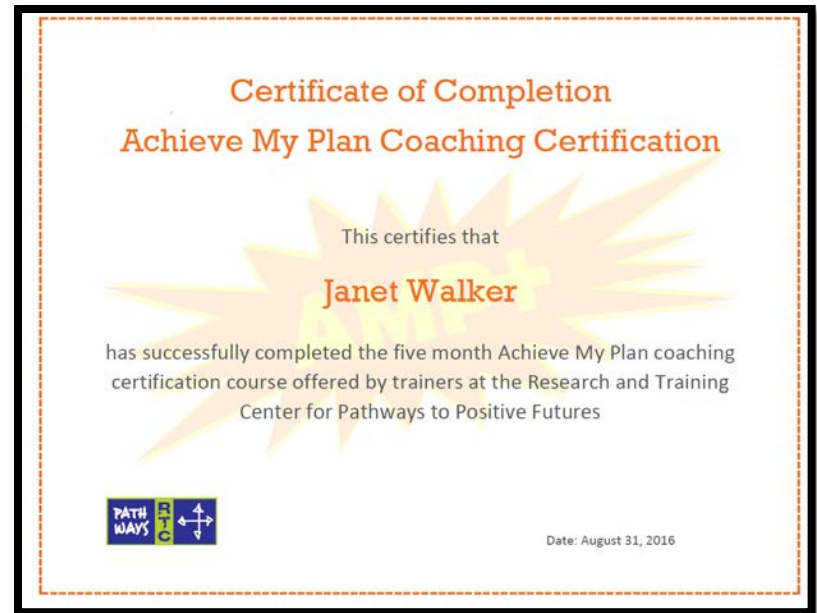 Certificate of Completion
Achieve My Plan Coaching Certification
This certifies that
AMP+
Janet Walker
has successfully completed the five month Achieve My Plan coaching
certification course offered by trainers at the Research and Training
Center for Pathways to Positive Futures
PATH
WAYS
RTC
Date: August 31, 2016